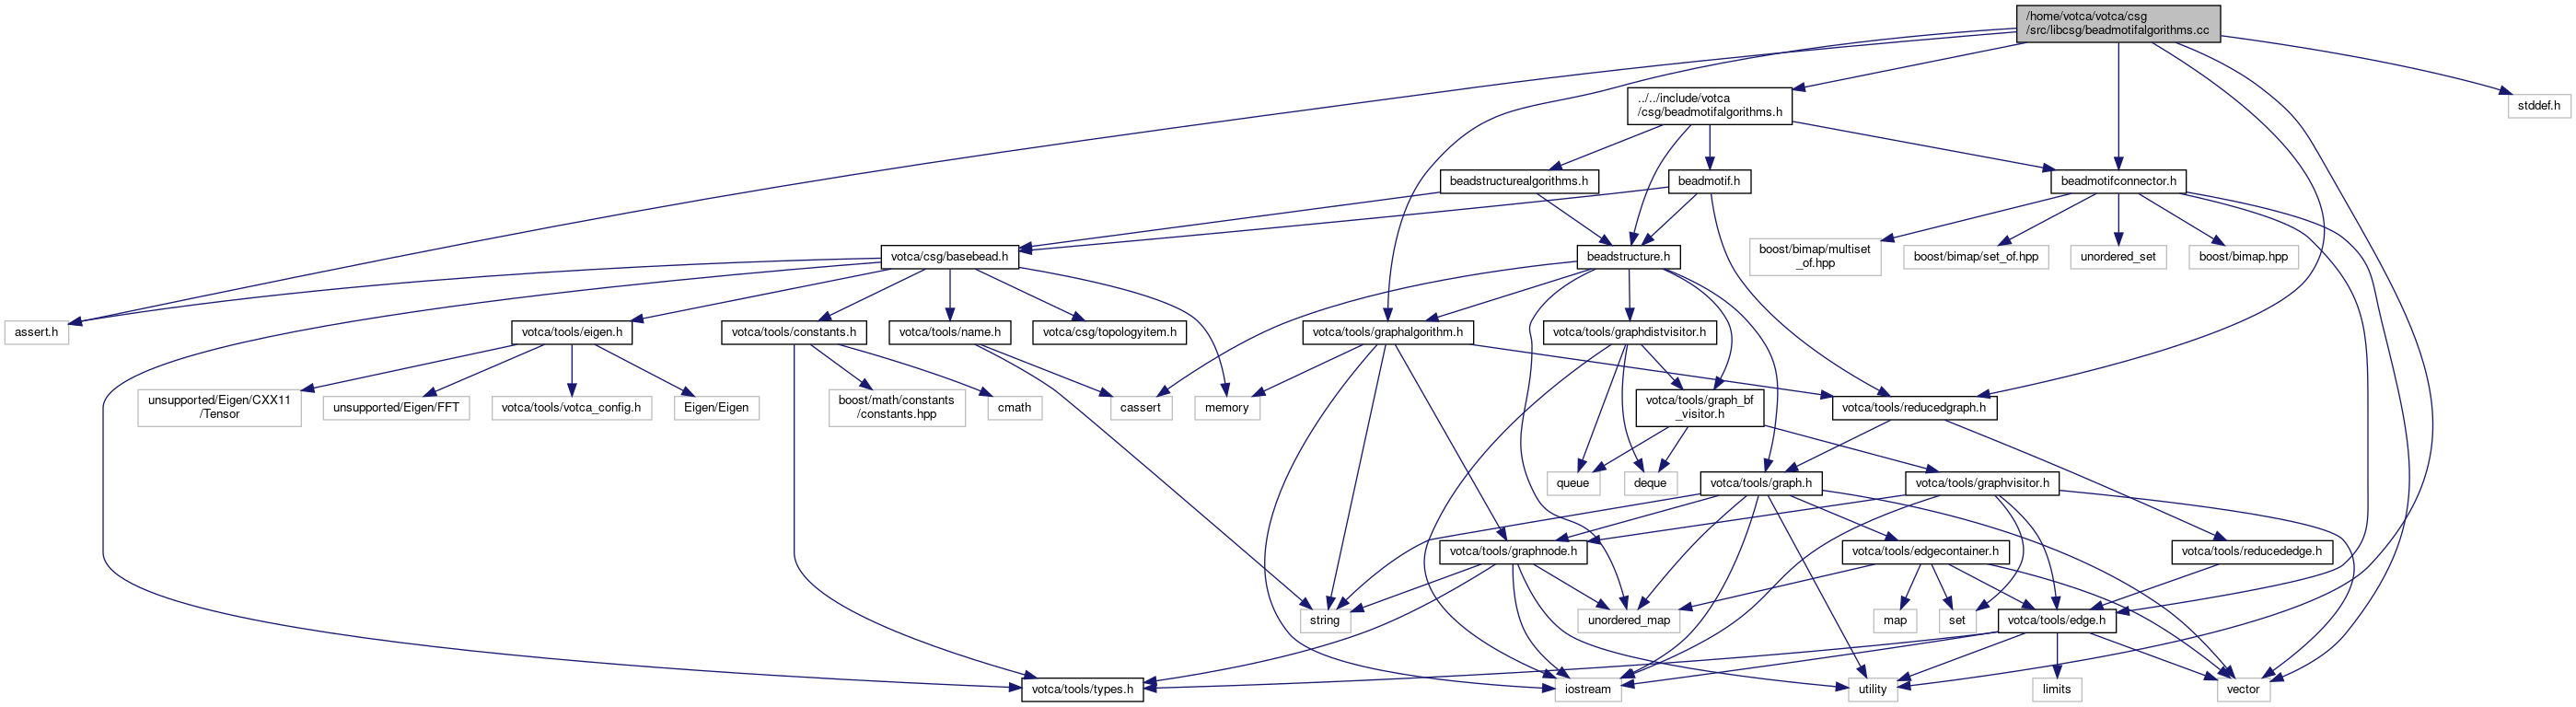 /home/votca/votca/csg
/src/libcsg/beadmotifalgorithms.cc
../../include/votca
/csg/beadmotifalgorithms.h
stddef.h
beadstructurealgorithms.h
beadmotif.h
beadmotifconnector.h
votca/csg/basebead.h
beadstructure.h
boost/bimap/multiset
_of.hpp
boost/bimap/set_of.hpp
unordered_set
boost/bimap.hpp
assert.h
votca/tools/eigen.h
votca/tools/constants.h
votca/tools/name.h
votca/csg/topologyitem.h
votca/tools/graphalgorithm.h
votca/tools/graphdistvisitor.h
unsupported/Eigen/CXX11
/Tensor
unsupported/Eigen/FFT
votca/tools/votca_config.h
Eigen/Eigen
boost/math/constants
/constants.hpp
cmath
cassert
memory
votca/tools/graph_bf
_visitor.h
votca/tools/reducedgraph.h
queue
deque
votca/tools/graph.h
votca/tools/graphvisitor.h
votca/tools/graphnode.h
votca/tools/edgecontainer.h
votca/tools/reducededge.h
string
unordered_map
map
set
votca/tools/edge.h
votca/tools/types.h
iostream
utility
limits
vector